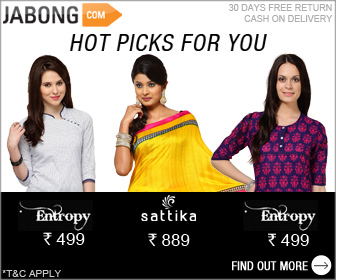 JABONG COM
30 DAYS FREE RETURN
CASH ON DELIVERY
HOT PICKS FOR YOU
Entropy sattika Entropy
₹ 499 ₹ 889 ₹ 499
*T&C APPLY
FIND OUT MORE